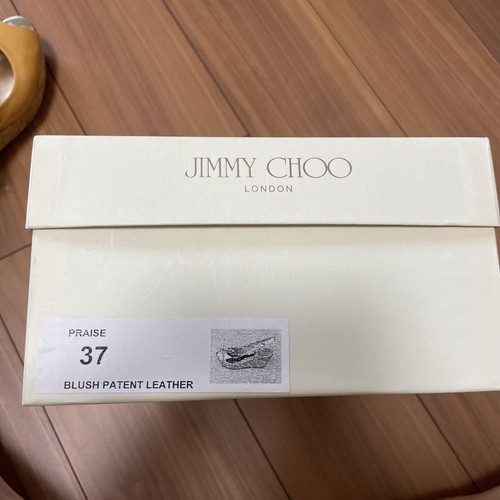 JIMMY CHOO
LONDON
PRAISE
37
BLUSH PATENT LEATHER